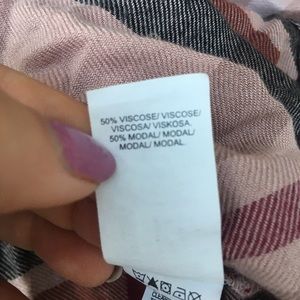 50% VISCOSE/ VISCOSE/
VISCOSA/ VISKOSA.
50% MODAL/ MODAL/
MODAL/ MODAL.